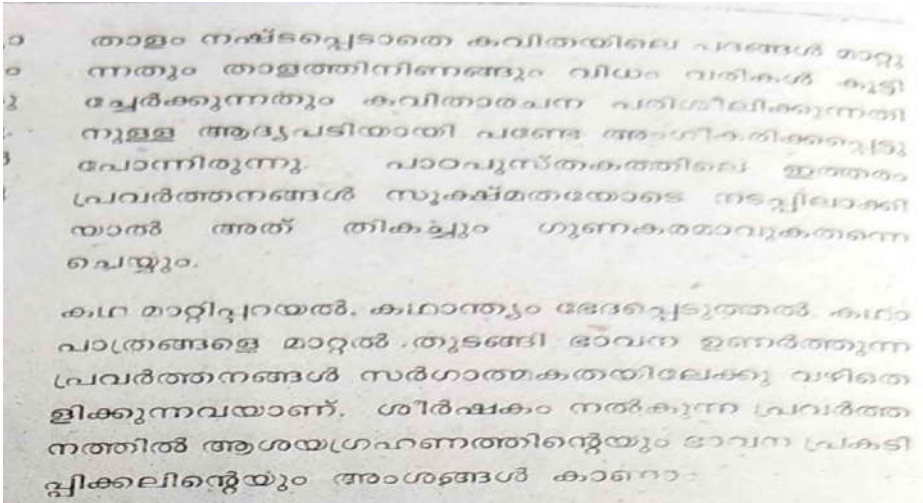 താളം നഷ്ടപ്പെടാതെ കവിതയിലെ പദങ്ങൾ മാറ്റു
ന്നതും താളത്തിനിണങ്ങും വിധം വരികൾ കൂട്ടി
ച്ചേർക്കുന്നതും കവിതാരചന പരിശീലിക്കുന്നതി
നുള്ള ആദ്യപടിയായി പണ്ടേ അംഗീകരിക്കപ്പെട്ടു
പോന്നിരുന്നു. പാഠപുസ്തകത്തിലെ ഇത്തരം
പ്രവർത്തനങ്ങൾ സൂക്ഷ്മതയോടെ നടപ്പിലാക്കി
യാൽ അത് തികച്ചും ഗുണകരമാവുകതന്നെ
ചെയ്യും.
കഥ മാറ്റിപ്പറയൽ, കഥാന്ത്യം ഭേദപ്പെടുത്തൽ, കഥാ
പാത്രങ്ങളെ മാറ്റൽ തുടങ്ങി ഭാവന ഉണർത്തുന്ന
പ്രവർത്തനങ്ങൾ സർഗാത്മകതയിലേക്കു വഴിതെ
ളിക്കുന്നവയാണ്. ശീർഷകം നൽകുന്ന പ്രവർത്ത
നത്തിൽ ആശയഗ്രഹണത്തിന്റെയും ഭാവന പ്രകടി
പ്പിക്കലിന്റെയും അംശങ്ങൾ കാണാം